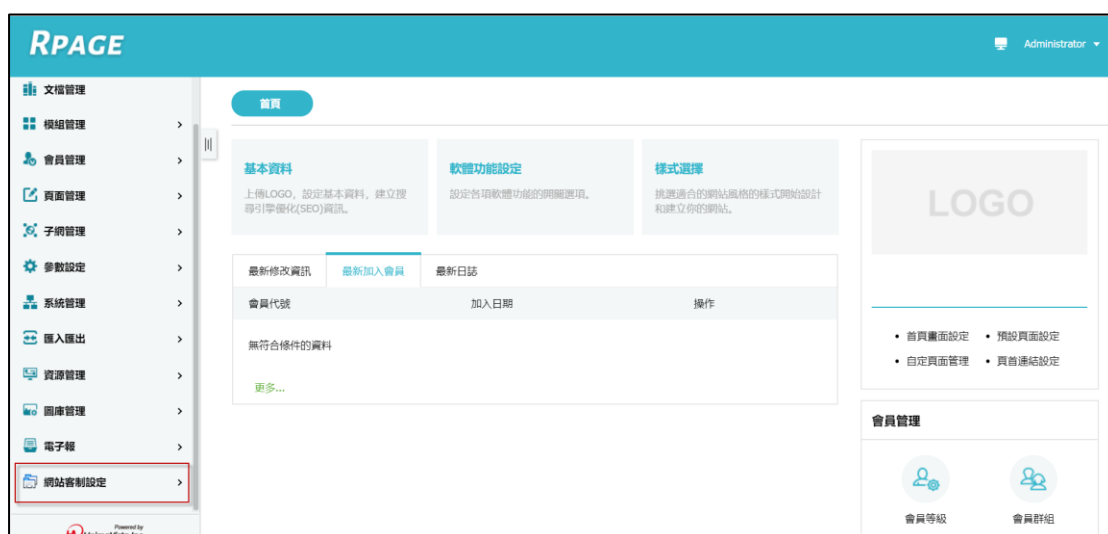 RPAGE
Administrator
文檔管理
模組管理
會員管理
頁面管理
子網管理
參數設定
系統管理
匯入匯出
資源管理
圖庫管理
電子報
網站客制設定
Powered by
首頁
基本資料
上傳LOGO，設定基本資料，建立搜
尋引擎優化(SEO)資訊。
軟體功能設定
設定各項軟體功能的開關選項。
樣式選擇
挑選適合的網站風格的樣式開始設計
和建立你的網站。
最新修改資訊 最新加入會員 最新日誌
會員代號 加入日期 操作
無符合條件的資料
更多...
LOGO
• 首頁畫面設定 • 預設頁面設定
• 自定頁面管理 • 頁首連結設定
會員管理
會員等級 會員群組